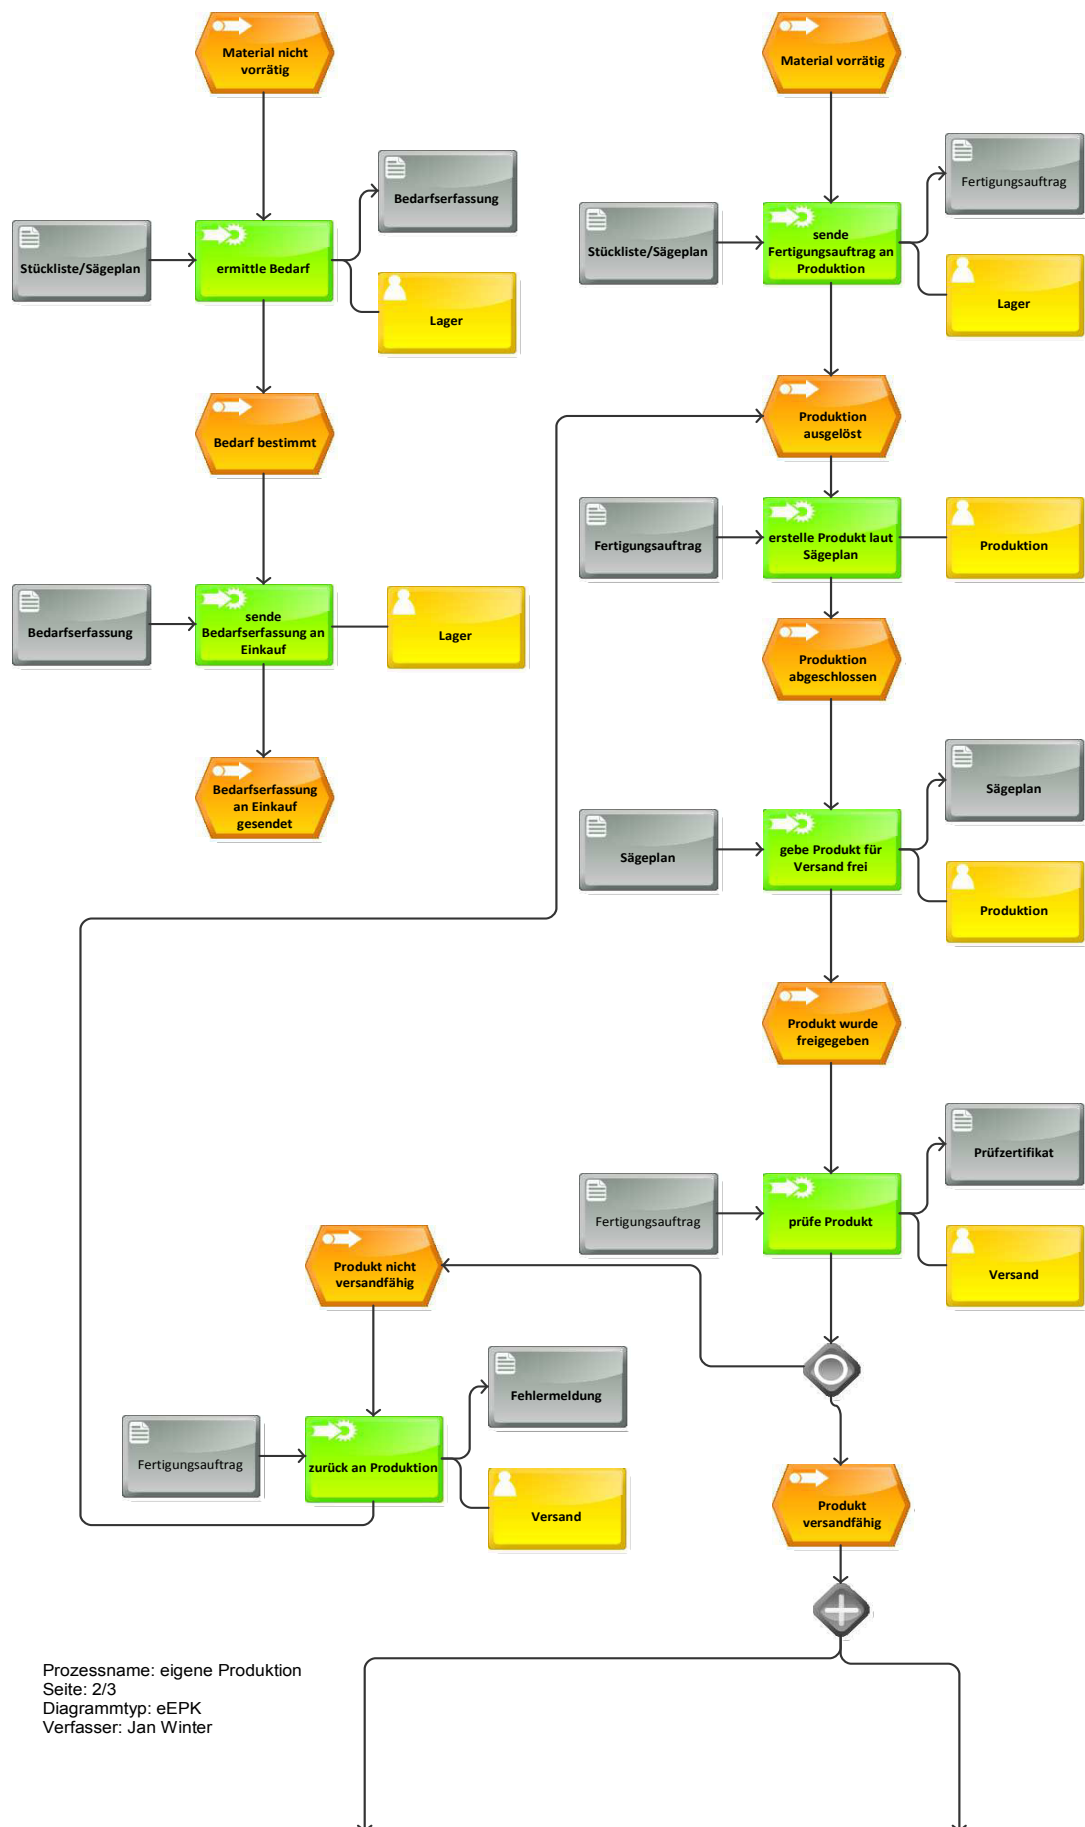 Material nicht
vorrätig
Material vorrätig
Bedarfserfassung
Fertigungsauftrag
Stückliste/Sägeplan
ermittle Bedarf
Lager
Stückliste/Sägeplan
sende
Fertigungsauftrag an
Produktion
Lager
Bedarf bestimmt
Produktion
ausgelöst
Fertigungsauftrag
erstelle Produkt laut
Sägeplan
Produktion
Bedarfserfassung
sende
Bedarfserfassung an
Einkauf
Lager
Produktion
abgeschlossen
Bedarfserfassung
an Einkauf
gesendet
Sägeplan
Sägeplan
gebe Produkt für
Versand frei
Produktion
Produkt wurde
freigegeben
Prüfzertifikat
Fertigungsauftrag
prüfe Produkt
Versand
Produkt nicht
versandfähig
Fehlermeldung
Fertigungsauftrag
zurück an Produktion
Versand
Produkt
versandfähig
Prozessname: eigene Produktion
Seite: 2/3
Diagrammtyp: eEPK
Verfasser: Jan Winter